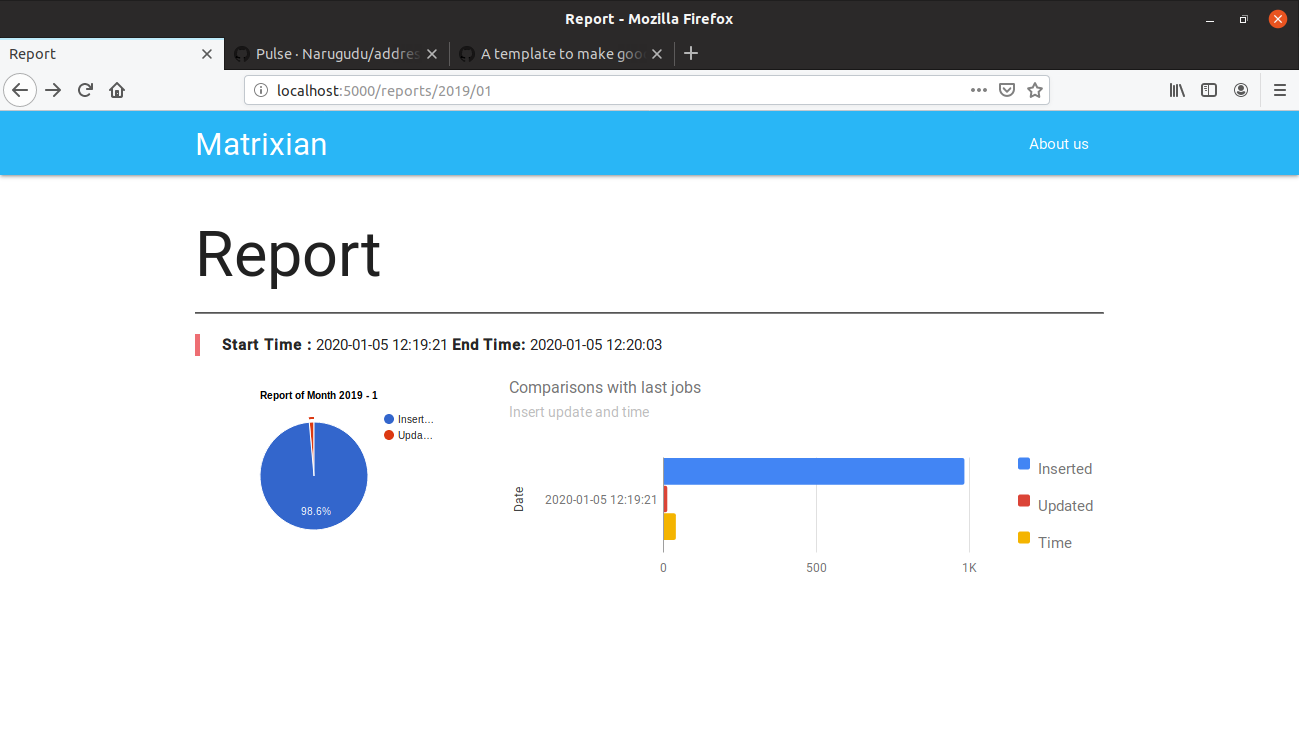 Report - Mozilla Firefox
Report
Pulse · Narugudu/addres
A template to make goo
localhost:5000/reports/2019/01
Matrixian
About us
Report
Start Time : 2020-01-05 12:19:21 End Time: 2020-01-05 12:20:03
Report of Month 2019 - 1
Insert...
Upda...
98.6%
Comparisons with last jobs
Insert update and time
Date
2020-01-05 12:19:21
0
500
1K
Inserted
Updated
Time